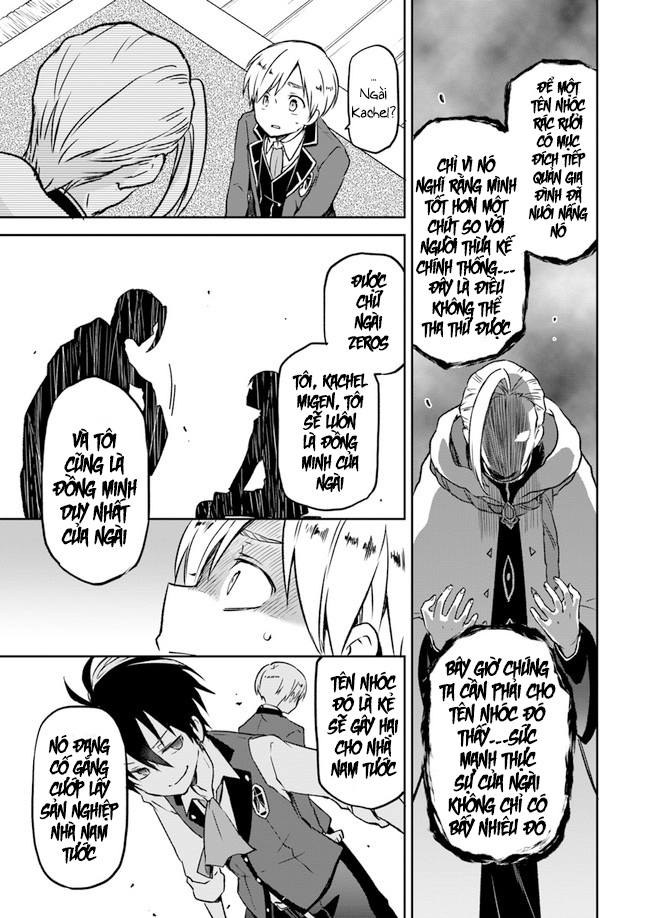 ĐỂ MỘT
TÊN NHÓC
RÁC RƯỞI
CÓ MỤC
ĐÍCH TIẾP
QUẢN GIA
ĐÌNH ĐÃ
NUÔI NẤNG
NÓ
CHỈ VÌ NÓ
NGHĨ RẰNG MÌNH
TỐT HƠN MỘT
CHÚT SO VỚI
NGƯỜI THỪA KẾ
CHÍNH THỐNG...
ĐÂY LÀ ĐIỀU
KHÔNG THỂ
THA THỨ ĐƯỢC
BÂY GIỜ CHÚNG
TA CẦN PHẢI CHO
TÊN NHÓC ĐÓ
THẤY...SỨC
MẠNH THỰC
SỰ CỦA NGÀI
KHÔNG CHỈ CÓ
BẤY NHIÊU ĐÓ
...
Ngài
Kachel?
ĐƯỢC
CHỨ
NGÀI
ZEROS
TÔI, KACHEL
MIGEN, TÔI
SẼ LUÔN
LÀ ĐỒNG
MINH CỦA
NGÀI
VÀ TÔI
CŨNG LÀ
ĐỒNG MINH
DUY NHẤT
CỦA NGÀI
TÊN NHÓC
ĐÓ LÀ KẺ
SẼ GÂY HẠI
CHO NHÀ
NAM TƯỚC
NÓ ĐANG
CỐ GẮNG
CƯỚP LẤY
SẢN NGHIỆP
NHÀ NAM
TƯỚC